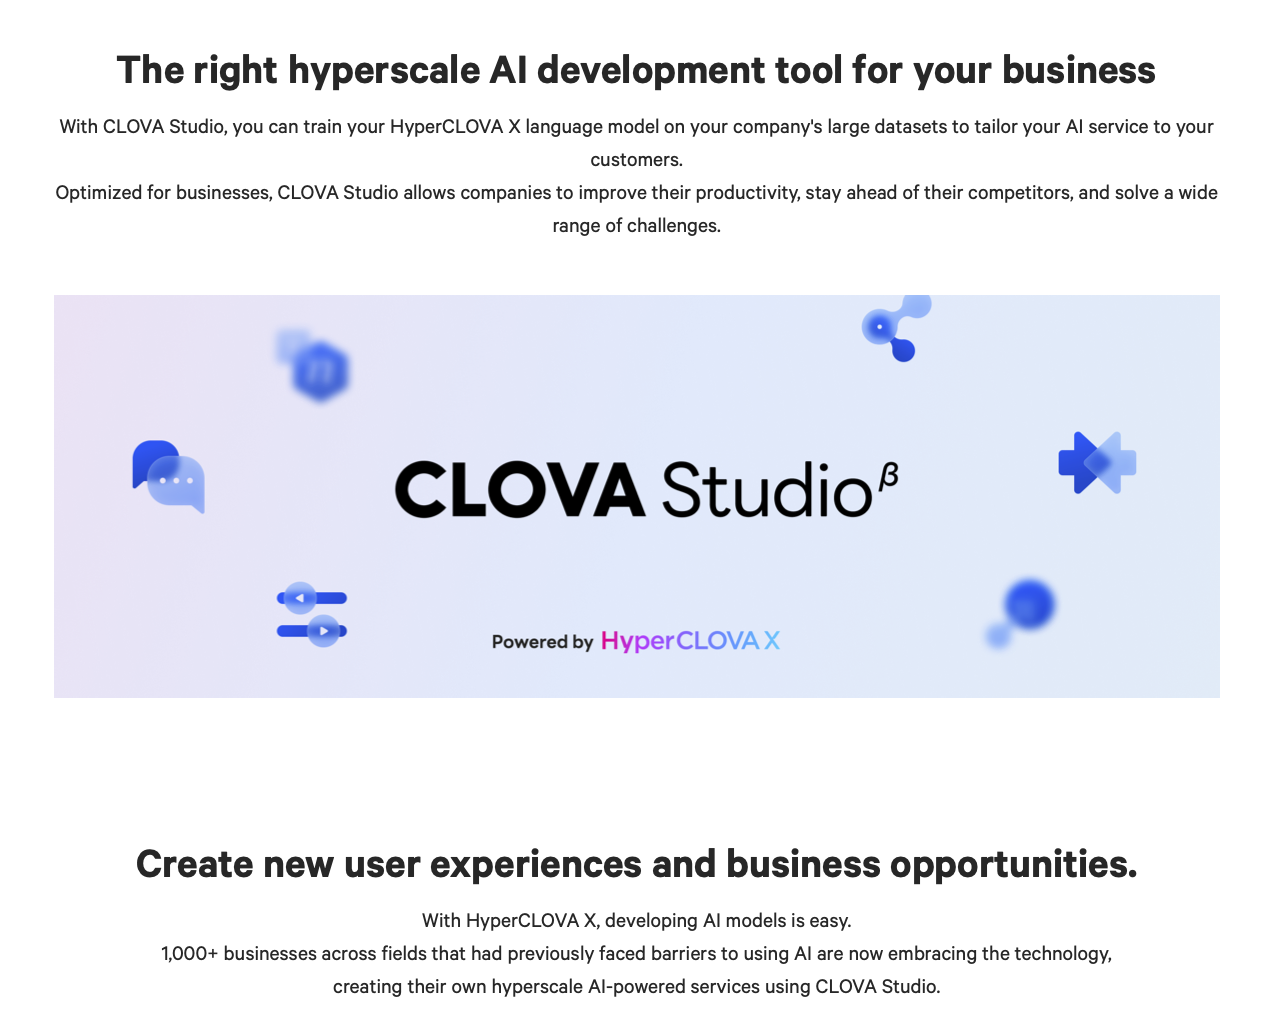 The right hyperscale AI development tool for your business
With CLOVA Studio, you can train your HyperCLOVA X language model on your company's large datasets to tailor your AI service to your
customers.
Optimized for businesses, CLOVA Studio allows companies to improve their productivity, stay ahead of their competitors, and solve a wide
range of challenges.
CLOVA Studio β
Powered by HyperCLOVA X
Create new user experiences and business opportunities.
With HyperCLOVA X, developing AI models is easy.
1,000+ businesses across fields that had previously faced barriers to using AI are now embracing the technology,
creating their own hyperscale AI-powered services using CLOVA Studio.